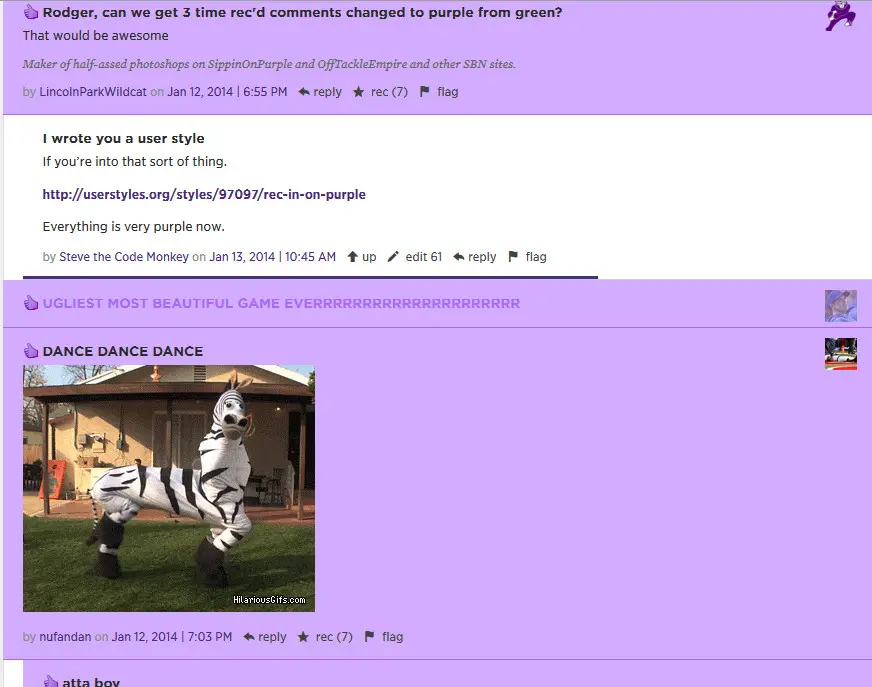 Rodger, can we get 3 time rec'd comments changed to purple from green?
That would be awesome
Maker of half-assed photoshops on SippinOnPurple and OffTackleEmpire and other SBN sites.
by LincolnParkWildcat on Jan 12, 2014 | 6:55 PM reply rec (7) flag
I wrote you a user style
If you're into that sort of thing.
http://userstyles.org/styles/97097/rec-in-on-purple
Everything is very purple now.
by Steve the Code Monkey on Jan 13, 2014 | 10:45 AM up edit 61 reply flag
UGLIEST MOST BEAUTIFUL GAME EVERRRRRRRRRRRRRRRRRRRRR
DANCE DANCE DANCE
HilariousGifs.com
by nufandan on Jan 12, 2014 | 7:03 PM reply rec (7) flag
atta boy